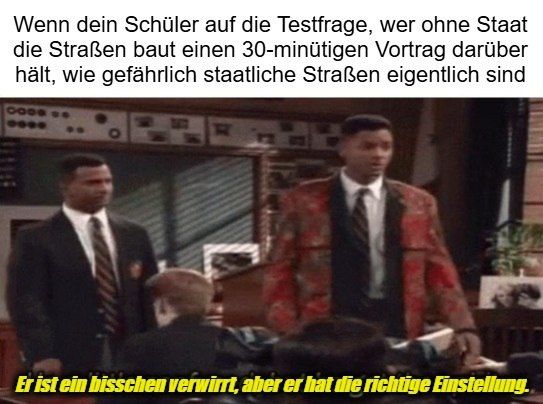 Wenn dein Schüler auf die Testfrage, wer ohne Staat
die Straßen baut einen 30-minütigen Vortrag darüber
hält, wie gefährlich staatliche Straßen eigentlich sind
Er ist ein bisschen verwirrt, aber er hat die richtige Einstellung.